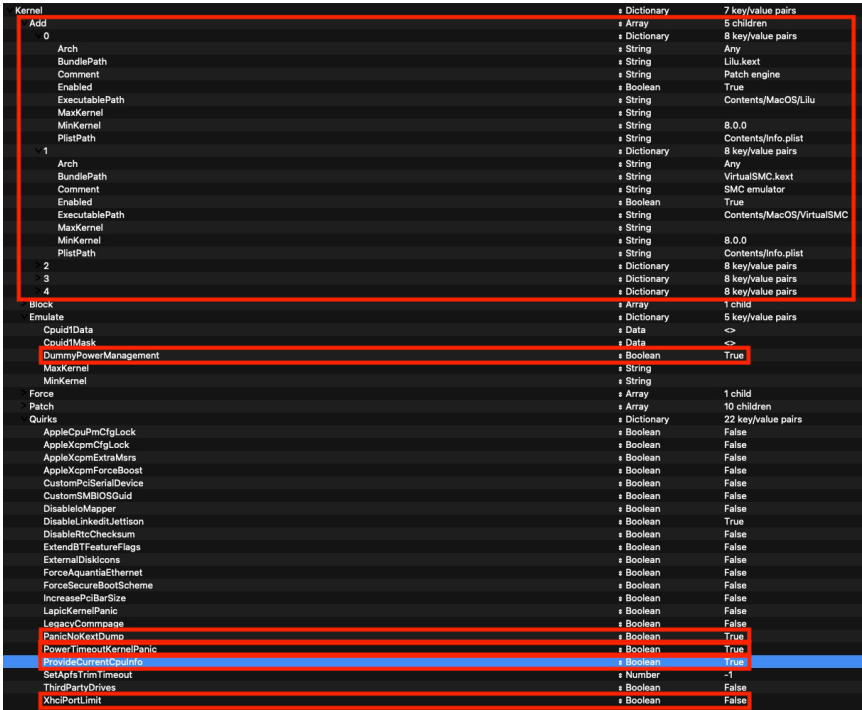 Kernel Dictionary 7 key/value pairs
Add Array 5 children
0 Dictionary 8 key/value pairs
Arch String Any
BundlePath String Lilu.kext
Comment String Patch engine
Enabled Boolean True
ExecutablePath String Contents/MacOS/Lilu
MaxKernel String
MinKernel String 8.0.0
PlistPath String Contents/Info.plist
1 Dictionary 8 key/value pairs
Arch String Any
BundlePath String VirtualSMC.kext
Comment String SMC emulator
Enabled Boolean True
ExecutablePath String Contents/MacOS/VirtualSMC
MaxKernel String
MinKernel String 8.0.0
PlistPath String Contents/Info.plist
2 Dictionary 8 key/value pairs
3 Dictionary 8 key/value pairs
4 Dictionary 8 key/value pairs
Block Array 1 child
Emulate Dictionary 5 key/value pairs
Cpuid1Data Data <>
Cpuid1Mask Data <>
DummyPowerManagement Boolean True
MaxKernel String
MinKernel String
Force Array 1 child
Patch Array 10 children
Quirks Dictionary 22 key/value pairs
AppleCpuPmCfgLock Boolean False
AppleXcpmCfgLock Boolean False
AppleXcpmExtraMsrs Boolean False
AppleXcpmForceBoost Boolean False
CustomPciSerialDevice Boolean False
CustomSMBIOSGuid Boolean False
DisableIoMapper Boolean False
DisableLinkeditJettison Boolean True
DisableRtcChecksum Boolean False
ExtendBTFeatureFlags Boolean False
ExternalDiskIcons Boolean False
ForceAquantiaEthernet Boolean False
ForceSecureBootScheme Boolean False
IncreasePciBarSize Boolean False
LapicKernelPanic Boolean False
LegacyCommpage Boolean False
PanicNoKextDump Boolean True
PowerTimeoutKernelPanic Boolean True
ProvideCurrentCpuInfo Boolean True
SetApfsTrimTimeout Number -1
ThirdPartyDrives Boolean False
XhciPortLimit Boolean False